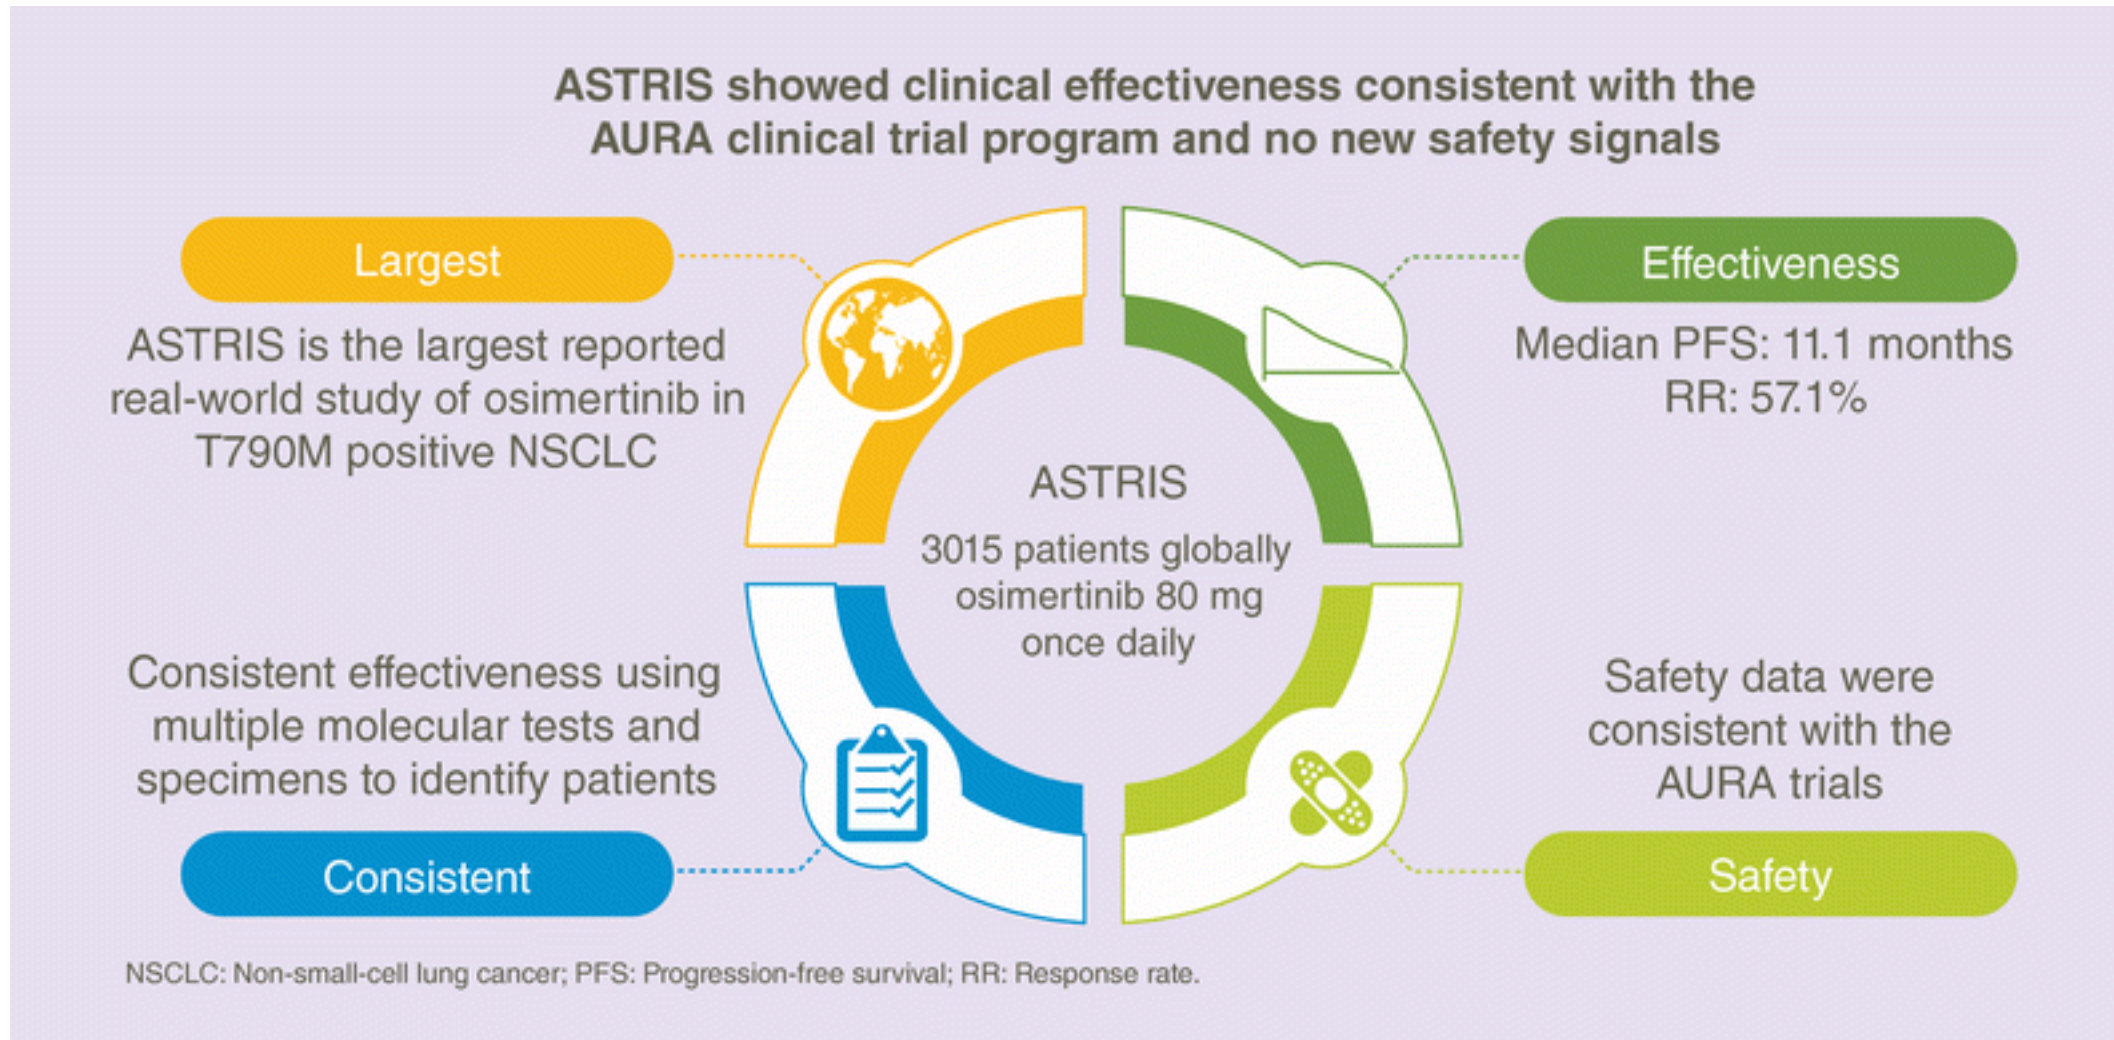 ASTRIS showed clinical effectiveness consistent with the
AURA clinical trial program and no new safety signals
Largest
ASTRIS is the largest reported
real-world study of osimertinib in
T790M positive NSCLC
Effectiveness
Median PFS: 11.1 months
RR: 57.1%
ASTRIS
3015 patients globally
osimertinib 80 mg
once daily
Consistent effectiveness using
multiple molecular tests and
specimens to identify patients
Consistent
Safety data were
consistent with the
AURA trials
Safety
NSCLC: Non-small-cell lung cancer; PFS: Progression-free survival; RR: Response rate.